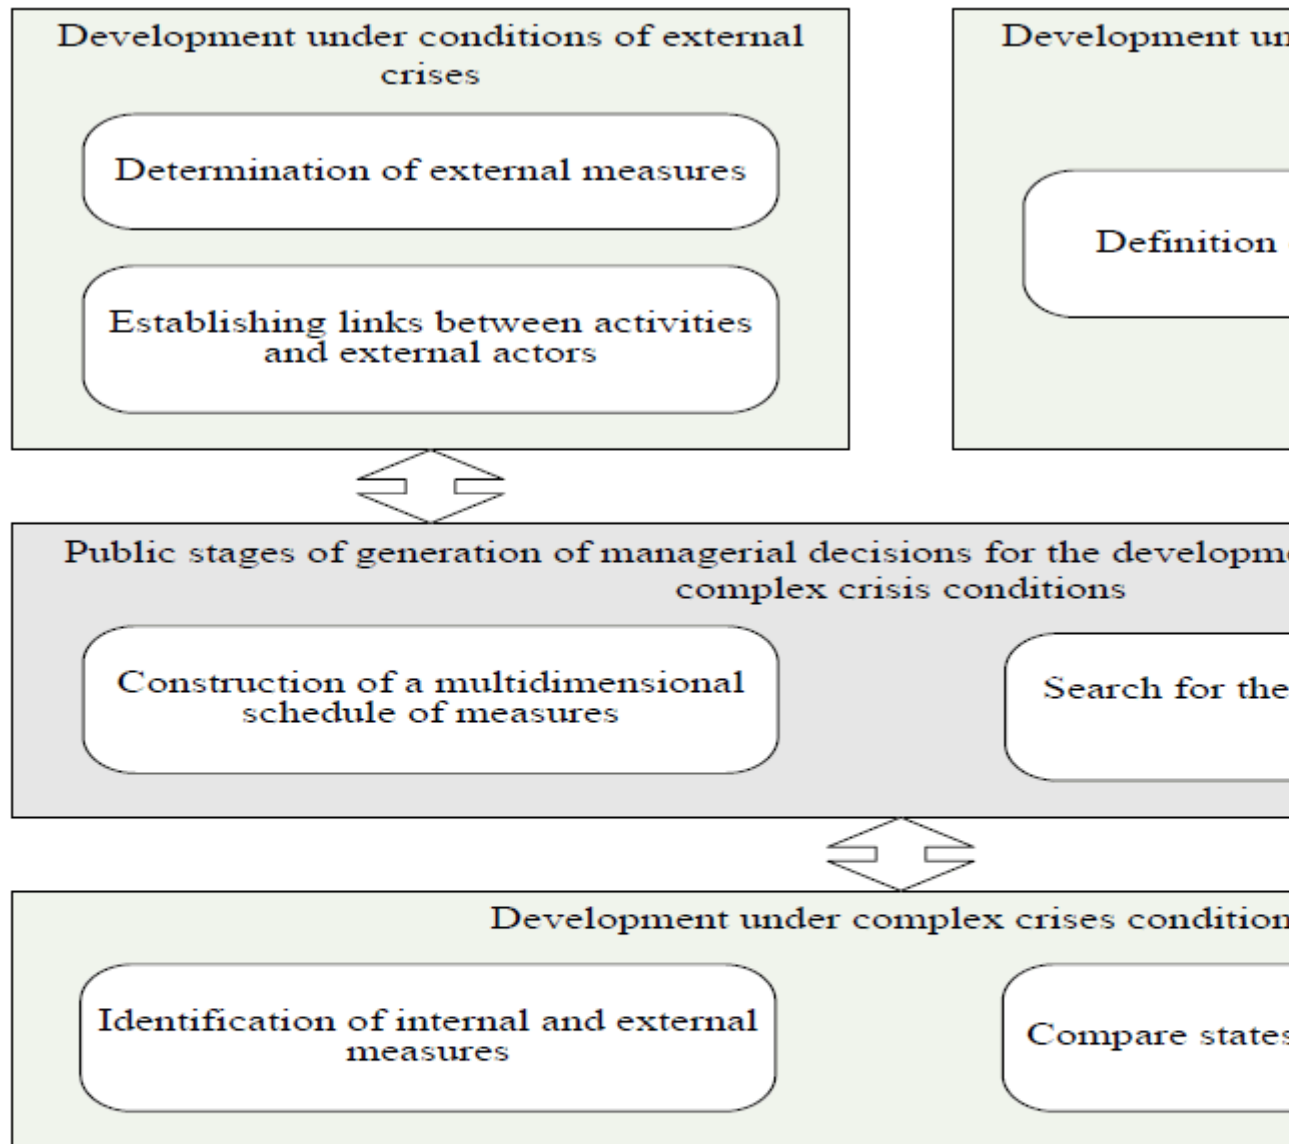 Development under conditions of external
crises
Determination of external measures
Establishing links between activities
and external actors
Development un
Definition
Public stages of generation of managerial decisions for the developme
complex crisis conditions
Construction of a multidimensional
schedule of measures
Search for the
Development under complex crises condition
Identification of internal and external
measures
Compare states